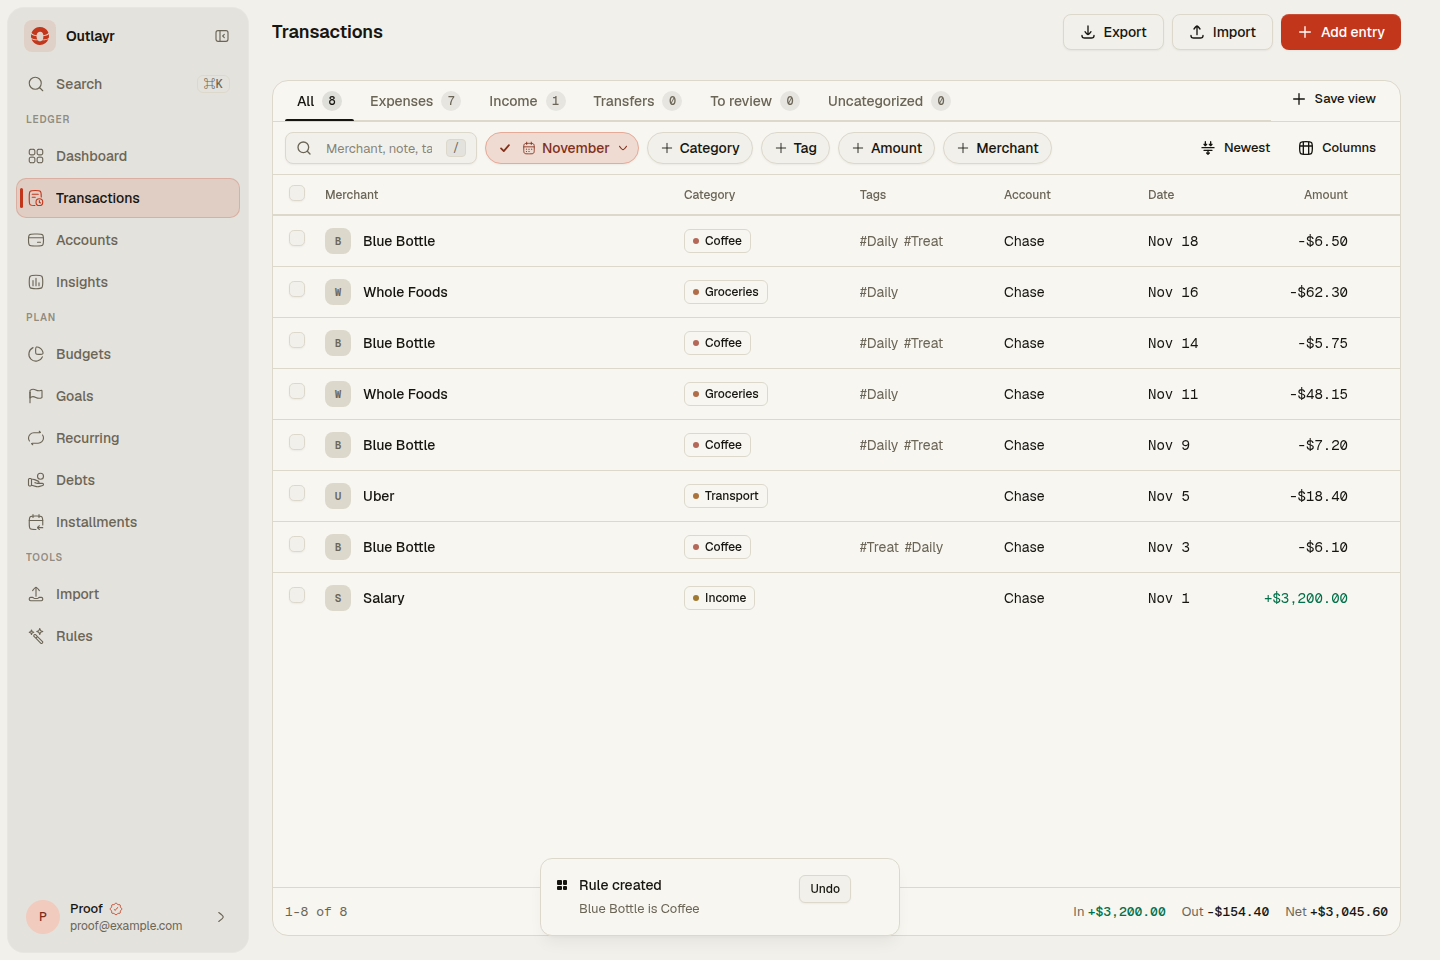 Outlayr
Search ⌘K
LEDGER
Dashboard
Transactions
Accounts
Insights
PLAN
Budgets
Goals
Recurring
Debts
Installments
TOOLS
Import
Rules
P
Proof
proof@example.com
Transactions
Export
Import
Add entry
All 8 Expenses 7 Income 1 Transfers 0 To review 0 Uncategorized 0 Save view
Merchant, note, ta / November Category Tag Amount Merchant Newest Columns
Merchant Category Tags Account Date Amount
B Blue Bottle Coffee #Daily #Treat Chase Nov 18 -$6.50
W Whole Foods Groceries #Daily Chase Nov 16 -$62.30
B Blue Bottle Coffee #Daily #Treat Chase Nov 14 -$5.75
W Whole Foods Groceries #Daily Chase Nov 11 -$48.15
B Blue Bottle Coffee #Daily #Treat Chase Nov 9 -$7.20
U Uber Transport Chase Nov 5 -$18.40
B Blue Bottle Coffee #Treat #Daily Chase Nov 3 -$6.10
S Salary Income Chase Nov 1 +$3,200.00
Rule created
Blue Bottle is Coffee
Undo
1-8 of 8
In +$3,200.00 Out -$154.40 Net +$3,045.60